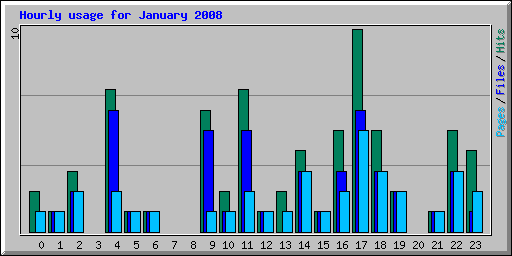 Hourly usage for January 2008
10
Pages/Files/Hits
0 1 2 3 4 5 6 7 8 9 10 11 12 13 14 15 16 17 18 19 20 21 22 23